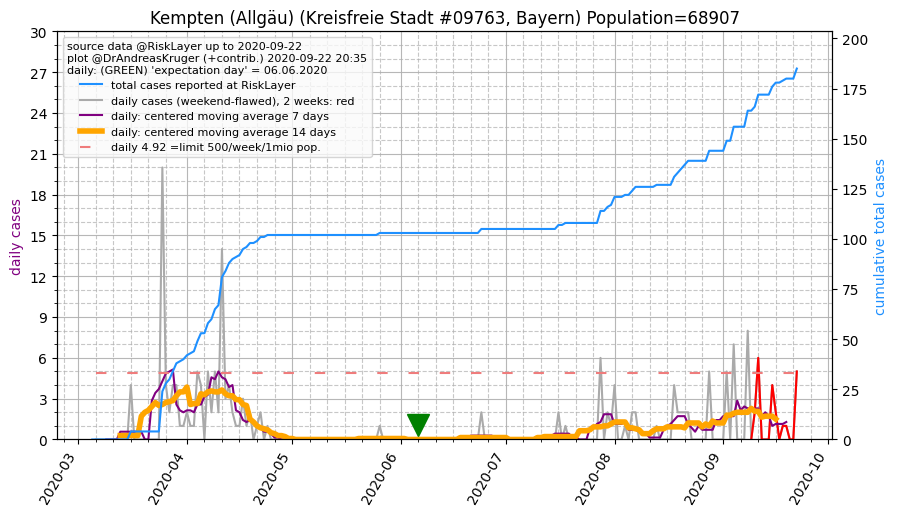 Kempten (Allgäu) (Kreisfreie Stadt #09763, Bayern) Population=68907
source data @RiskLayer up to 2020-09-22
plot @DrAndreasKruger (+contrib.) 2020-09-22 20:35
daily: (GREEN) 'expectation day' = 06.06.2020
total cases reported at RiskLayer
daily cases (weekend-flawed), 2 weeks: red
daily: centered moving average 7 days
daily: centered moving average 14 days
daily 4.92 =limit 500/week/1mio pop.
daily cases
30
27
24
21
18
15
12
9
6
3
0
cumulative total cases
200
175
150
125
100
75
50
25
0
2020-03
2020-04
2020-05
2020-06
2020-07
2020-08
2020-09
2020-10